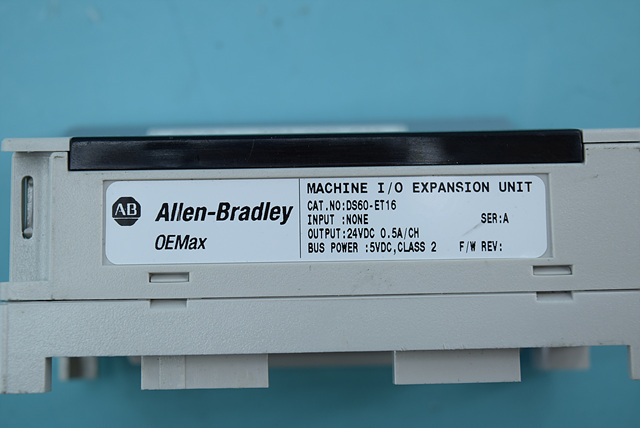 AB
Allen-Bradley
OEMax
MACHINE I/O EXPANSION UNIT
CAT.NO:DS60-ET16
INPUT :NONE SER:A
OUTPUT:24VDC 0.5A/CH
BUS POWER :5VDC,CLASS 2 F/W REV: